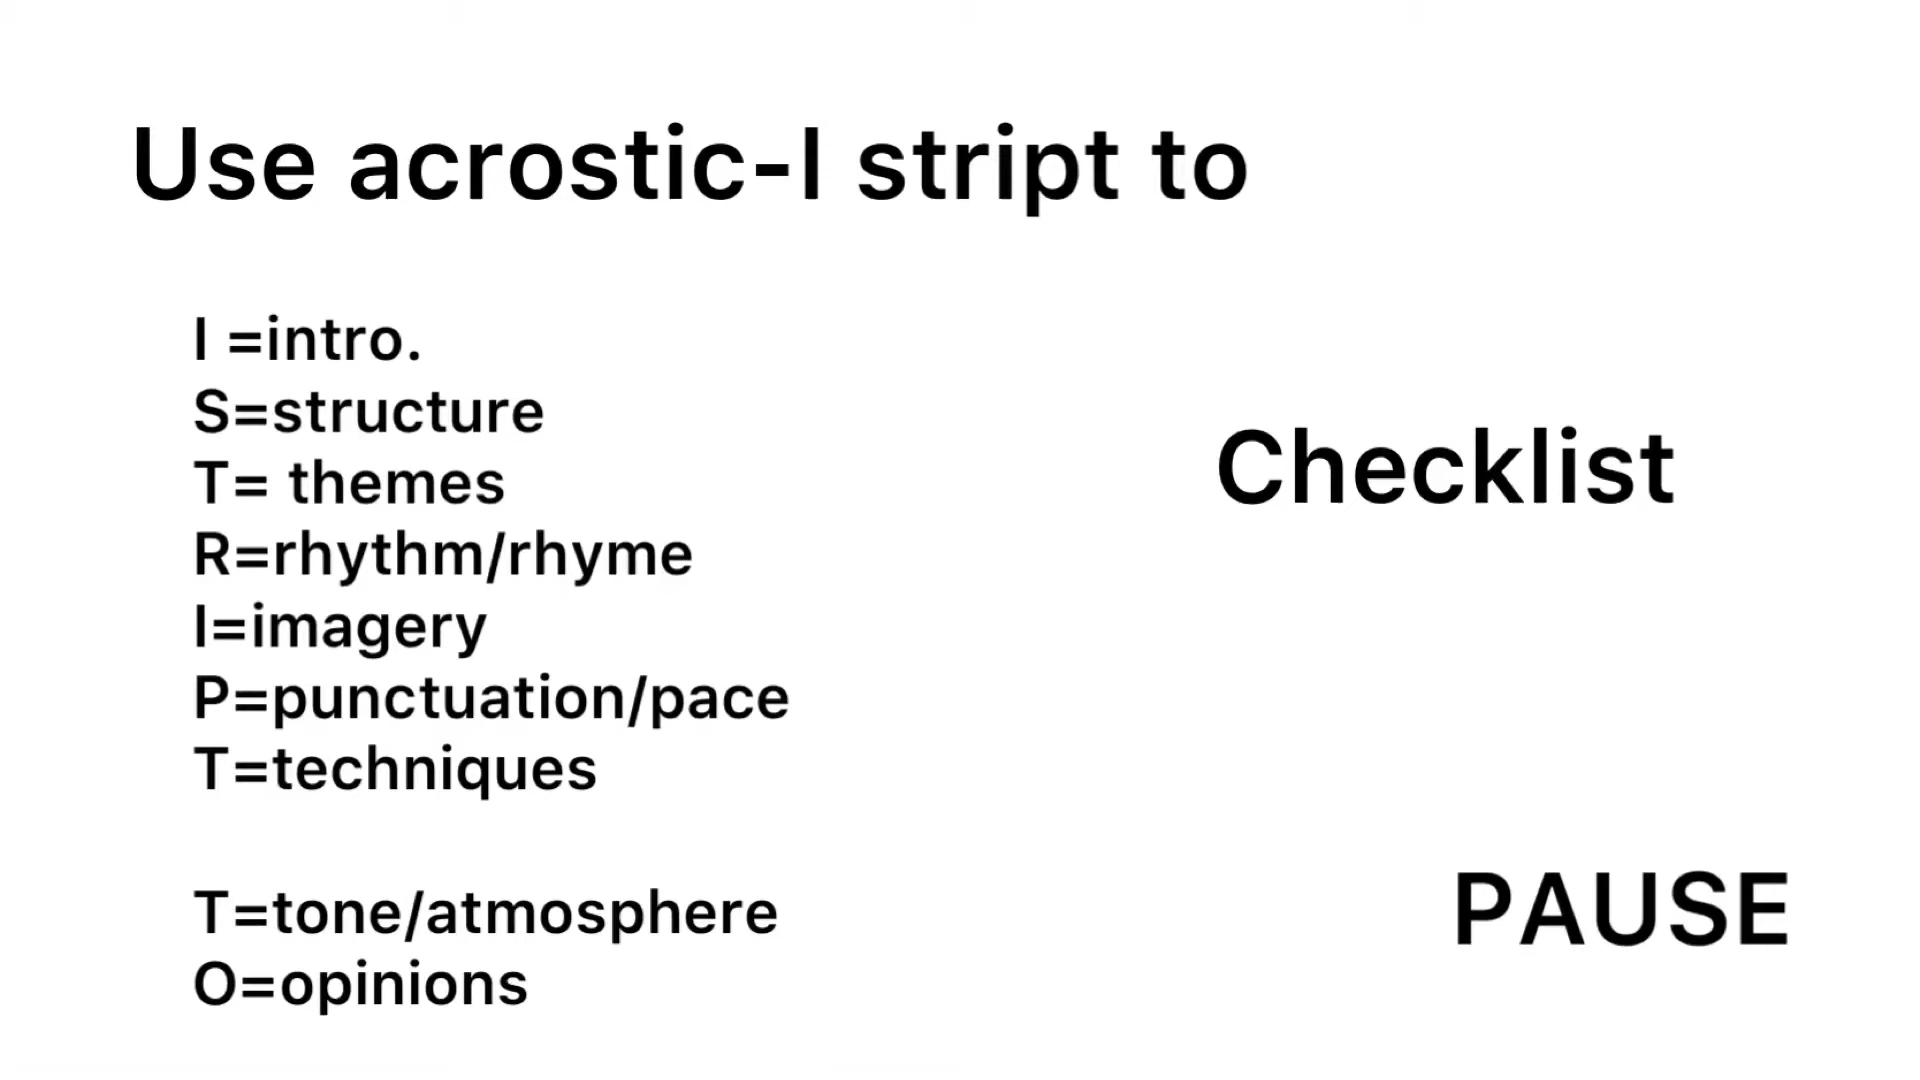 Use acrostic-I stript to
I =intro.
S=structure
T= themes
R=rhythm/rhyme
I=imagery
P=punctuation/pace
T=techniques
T=tone/atmosphere
O=opinions
Checklist
PAUSE